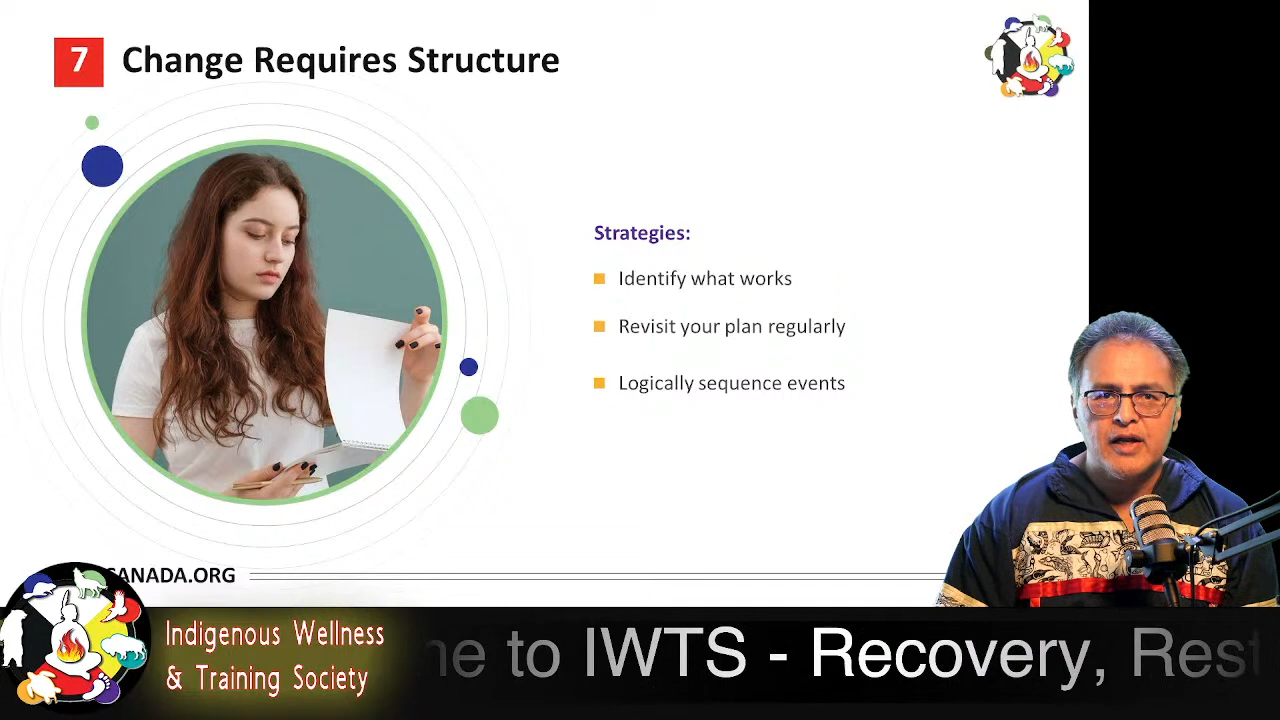 7 Change Requires Structure
Strategies:
Identify what works
Revisit your plan regularly
Logically sequence events
CANADA.ORG
Indigenous Wellness
& Training Society
to IWTS - Recovery,